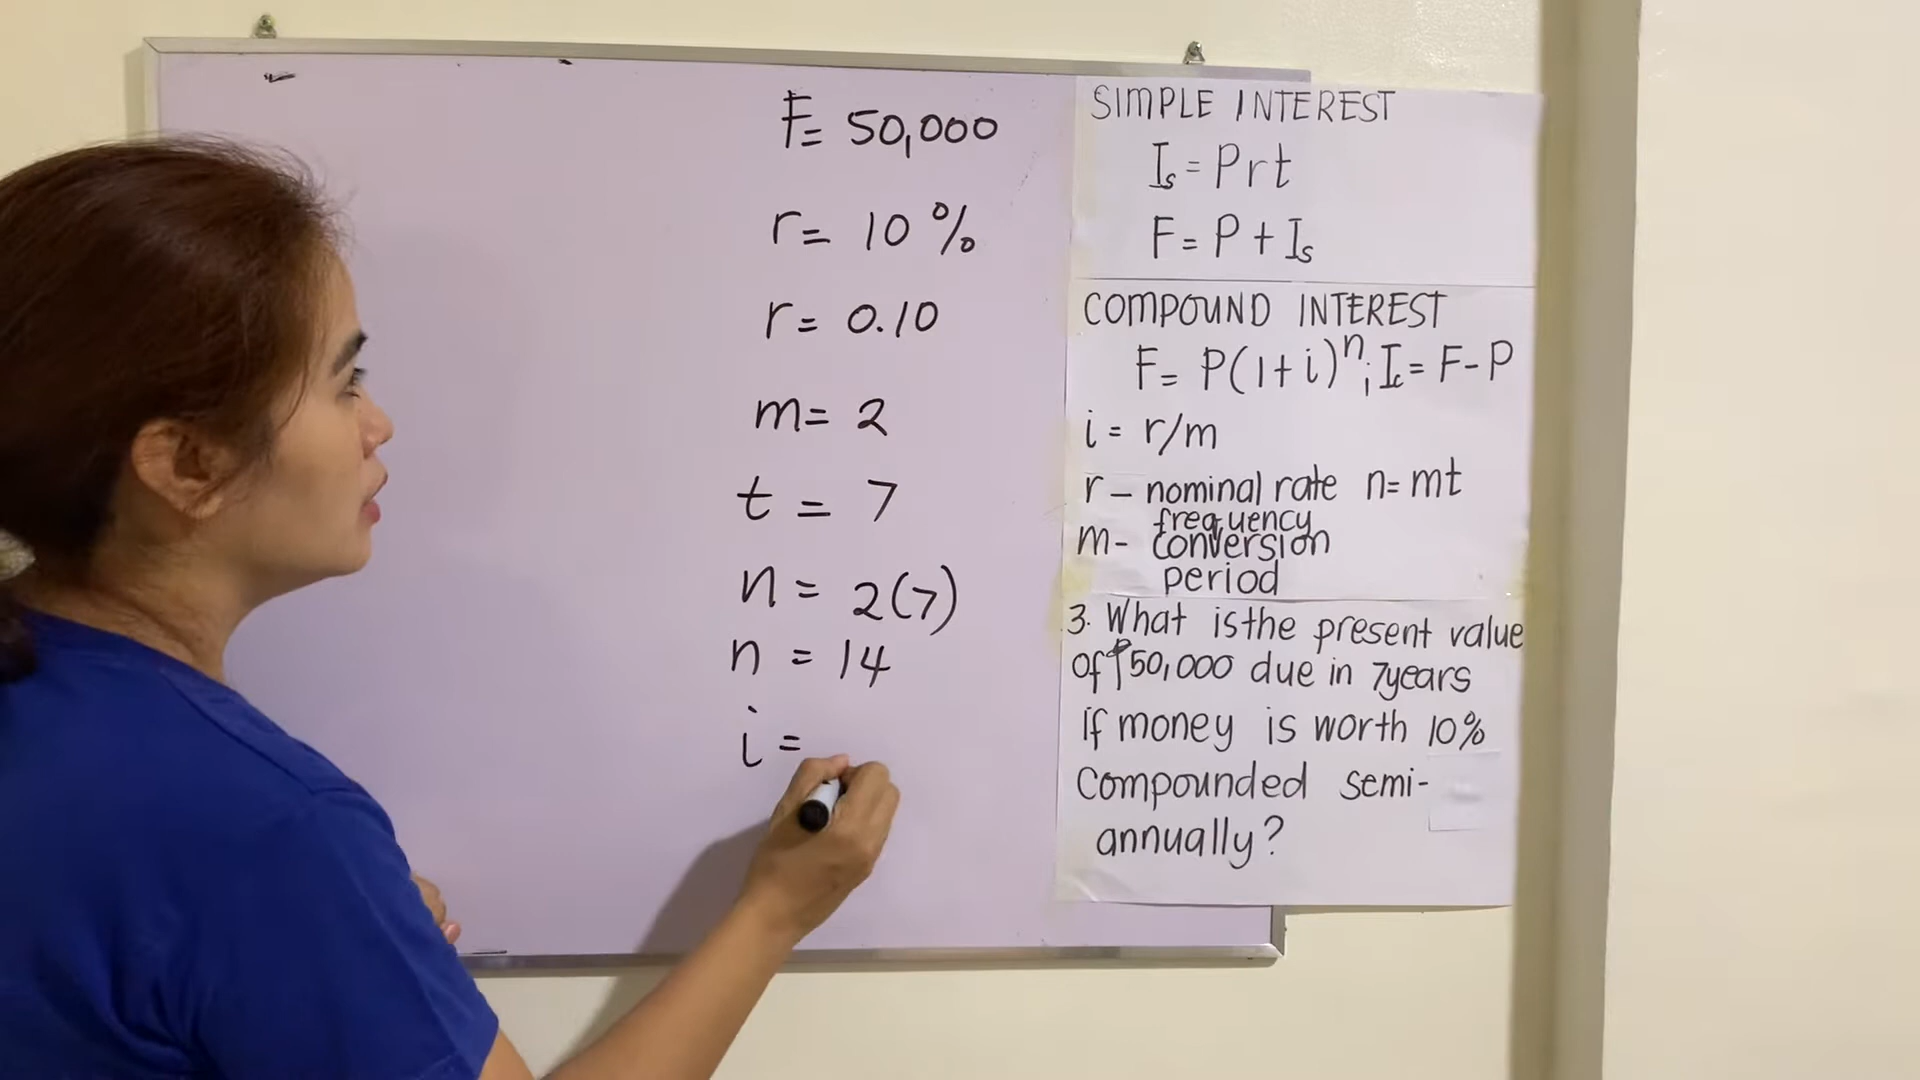 F= 50,000
r= 10%
r= 0.10
m= 2
t = 7
n= 2(7)
n = 14
i =
SIMPLE INTEREST
Is = Prt
F= P + Is
COMPOUND INTEREST
F= P(1+i)ⁿ; Ic= F-P
i = r/m
r – nominal rate n= mt
frequency
m- conversion
period
3. What is the present value
of ₱50,000 due in 7years
if money is worth 10%
compounded semi-
annually?